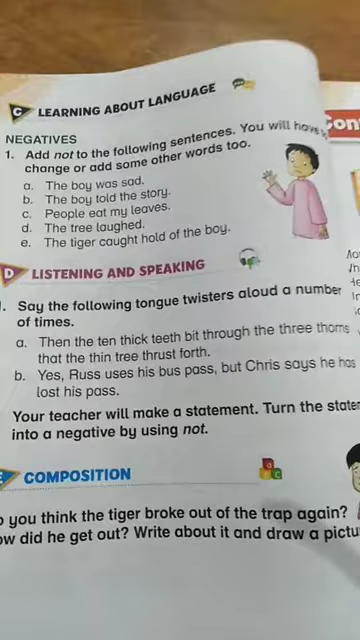 C LEARNING ABOUT LANGUAGE
NEGATIVES
1. Add not to the following sentences. You will have
change or add some other words too.
a. The boy was sad.
b. The boy told the story.
c. People eat my leaves.
d. The tree laughed.
e. The tiger caught hold of the boy.
D LISTENING AND SPEAKING
. Say the following tongue twisters aloud a number
of times.
a. Then the ten thick teeth bit through the three thorns
that the thin tree thrust forth.
b. Yes, Russ uses his bus pass, but Chris says he has
lost his pass.
Your teacher will make a statement. Turn the state
into a negative by using not.
COMPOSITION
you think the tiger broke out of the trap again?
ow did he get out? Write about it and draw a pictu
Con